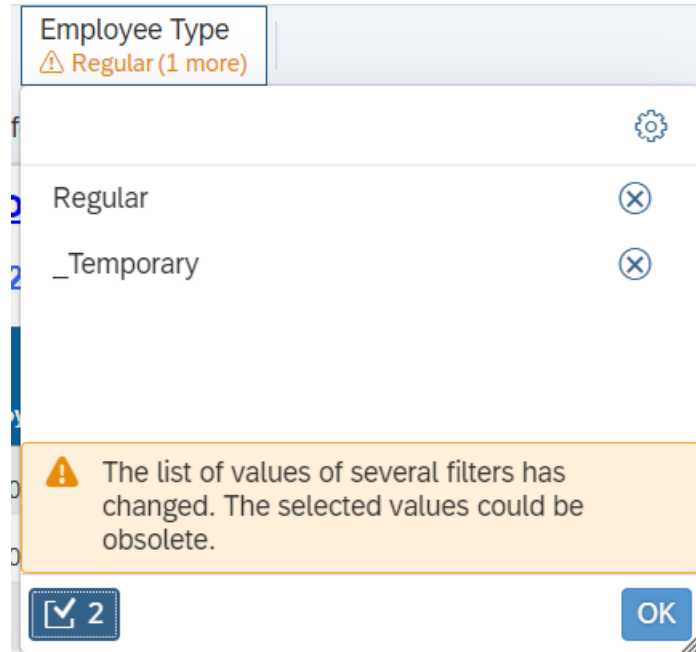 Employee Type
Regular (1 more)
Regular
_Temporary
The list of values of several filters has
changed. The selected values could be
obsolete.
2
OK